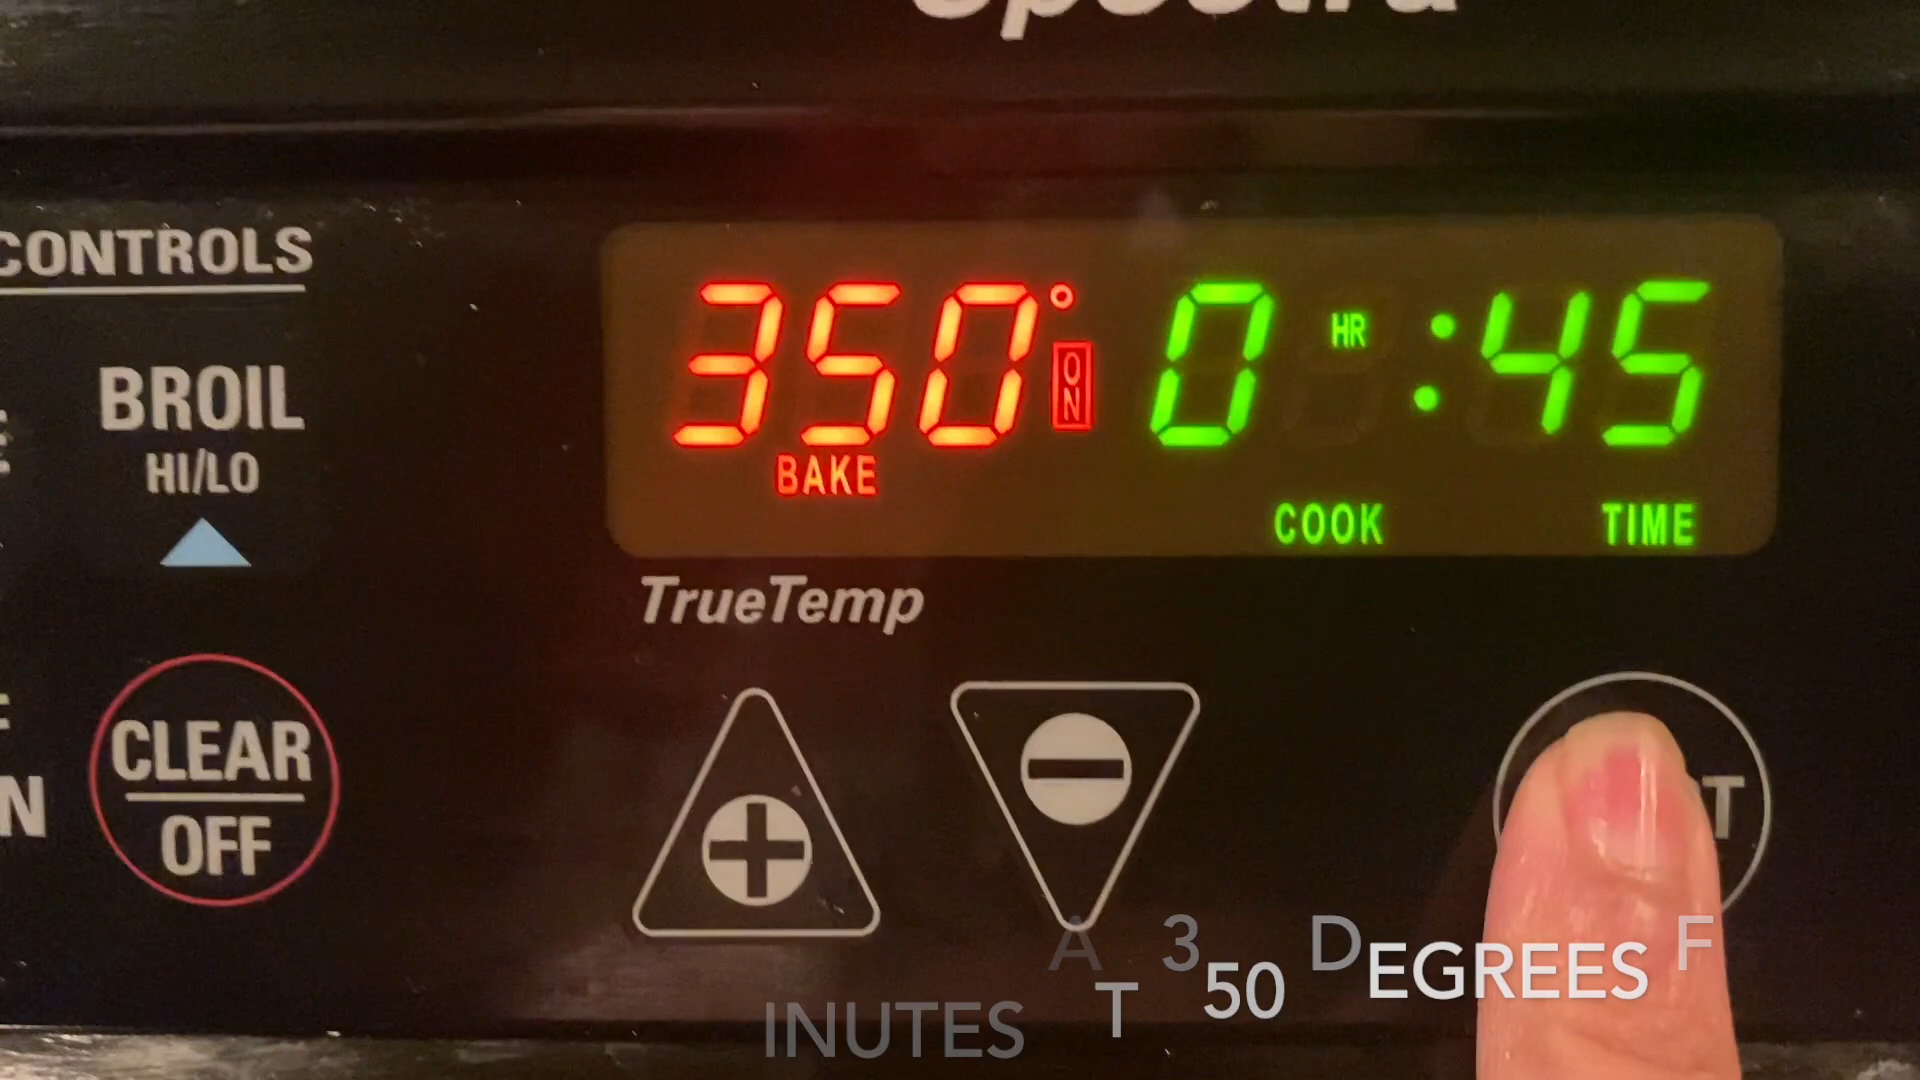 Spectra
CONTROLS
BROIL
HI/LO
350° ON 0 HR :45
BAKE
COOK TIME
TrueTemp
CLEAR
OFF
INUTES AT 350 DEGREES F